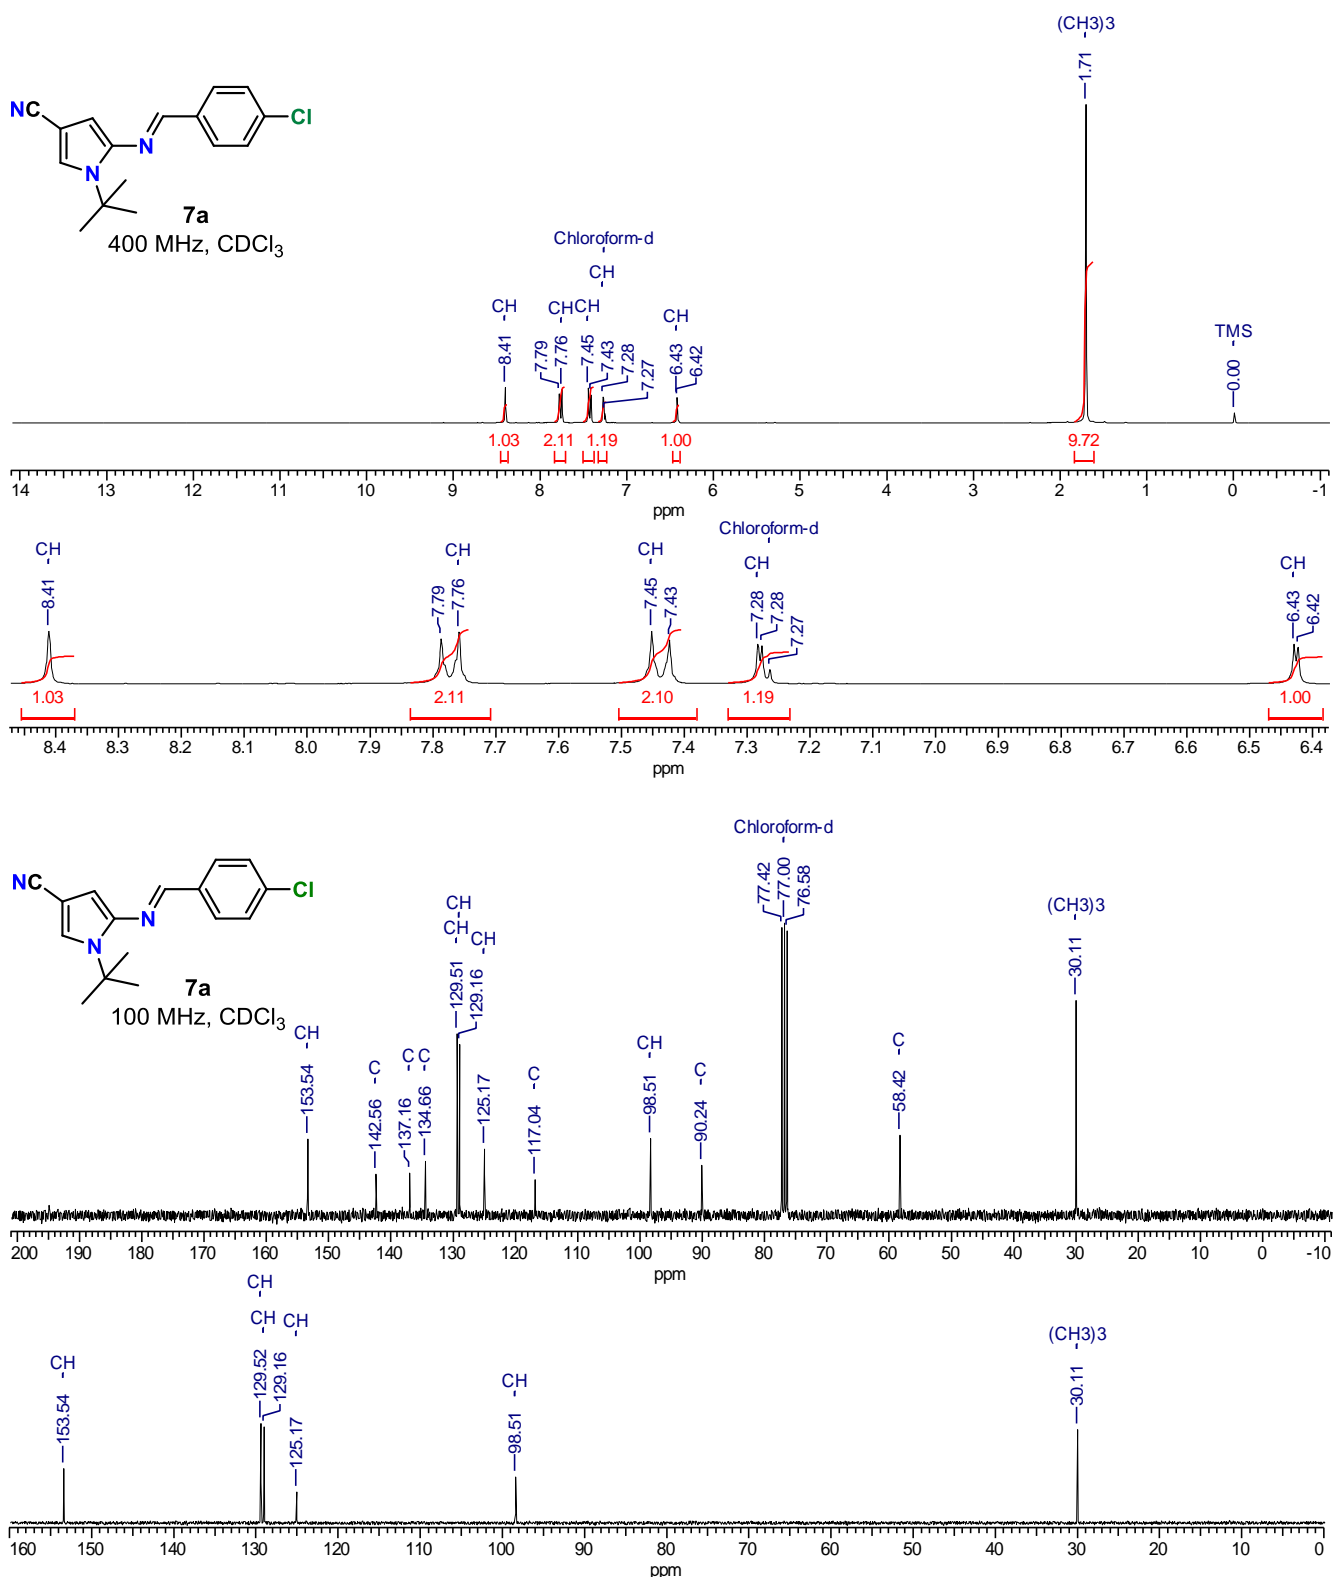 (CH3)3
1.71
NC
N
N
Cl
7a
400 MHz, CDCl3
Chloroform-d
CH
CH
CH
CH
CH
TMS
8.41
7.79
7.76
7.45
7.43
7.28
7.27
6.43
6.42
0.00
1.03 2.11 1.19 1.00 9.72
14 13 12 11 10 9 8 7 6 5 4 3 2 1 0 -1
ppm
Chloroform-d
CH
CH
CH
CH
CH
8.41
7.79
7.76
7.45
7.43
7.28
7.28
7.27
6.43
6.42
1.03 2.11 2.10 1.19 1.00
8.4 8.3 8.2 8.1 8.0 7.9 7.8 7.7 7.6 7.5 7.4 7.3 7.2 7.1 7.0 6.9 6.8 6.7 6.6 6.5 6.4
ppm
Chloroform-d
77.42
77.00
76.58
NC
N
N
Cl
7a
100 MHz, CDCl3
CH
CH
CH
(CH3)3
CH
C
C C
C
CH
C
C
153.54
142.56
137.16
134.66
129.51
129.16
125.17
117.04
98.51
90.24
58.42
30.11
200 190 180 170 160 150 140 130 120 110 100 90 80 70 60 50 40 30 20 10 0 -10
ppm
CH
CH
CH
(CH3)3
CH
CH
153.54
129.52
129.16
125.17
98.51
30.11
160 150 140 130 120 110 100 90 80 70 60 50 40 30 20 10 0
ppm